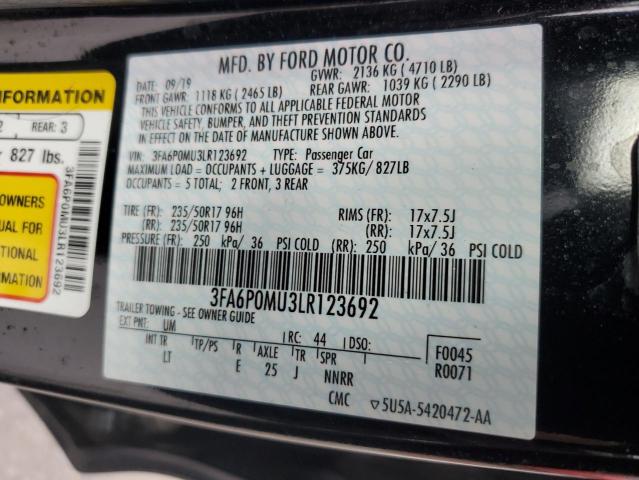 MFD. BY FORD MOTOR CO.
DATE: 09/19 GVWR: 2136 KG ( 4710 LB)
FRONT GAWR: 1118 KG ( 2465 LB) REAR GAWR: 1039 KG ( 2290 LB)
THIS VEHICLE CONFORMS TO ALL APPLICABLE FEDERAL MOTOR
VEHICLE SAFETY, BUMPER, AND THEFT PREVENTION STANDARDS
IN EFFECT ON THE DATE OF MANUFACTURE SHOWN ABOVE.
VIN: 3FA6P0MU3LR123692 TYPE: Passenger Car
MAXIMUM LOAD = OCCUPANTS + LUGGAGE = 375KG/ 827LB
OCCUPANTS = 5 TOTAL; 2 FRONT, 3 REAR
TIRE (FR): 235/50R17 96H RIMS (FR): 17x7.5J
(RR): 235/50R17 96H (RR): 17x7.5J
PRESSURE (FR): 250 kPa/ 36 PSI COLD (RR): 250 kPa/ 36 PSI COLD
3FA6P0MU3LR123692
TRAILER TOWING - SEE OWNER GUIDE
EXT PNT: UM RC: 44 DSO: F0045
INT TR TP/PS R AXLE TR SPR R0071
LT E 25 J NNRR
CMC ▽5U5A-5420472-AA
INFORMATION
2 REAR: 3
827 lbs.
3FA6P0MU3LR123692
OWNERS
UAL FOR
TIONAL
MATION